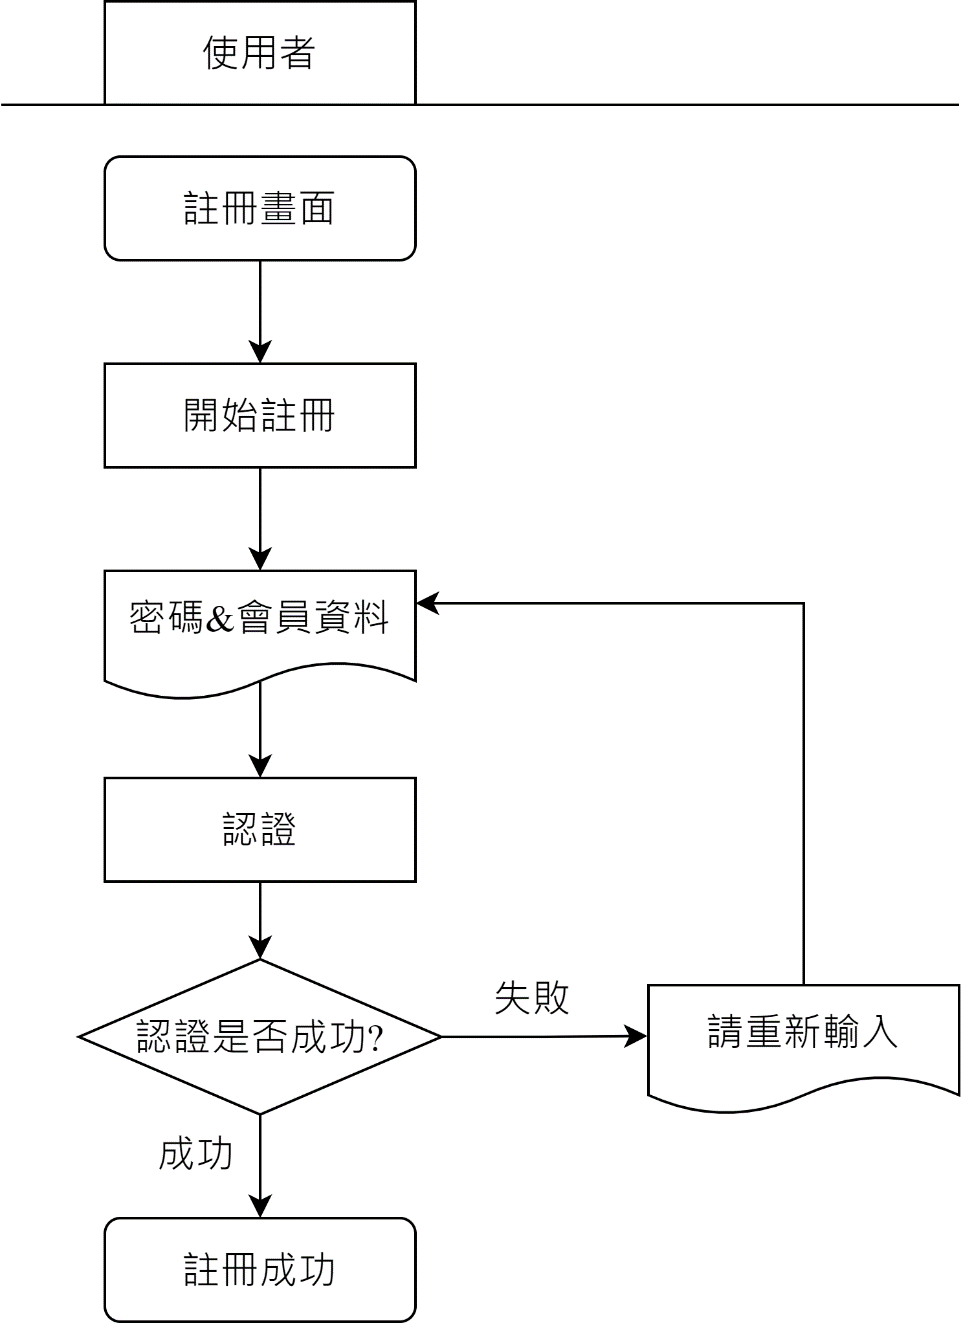 使用者
註冊畫面
開始註冊
密碼&會員資料
認證
認證是否成功?
失敗
請重新輸入
成功
註冊成功